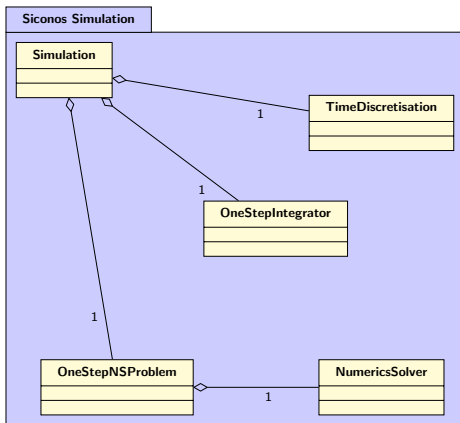 Siconos Simulation
Simulation
TimeDiscretisation
1
1
OneStepIntegrator
1
OneStepNSProblem
NumericsSolver
1